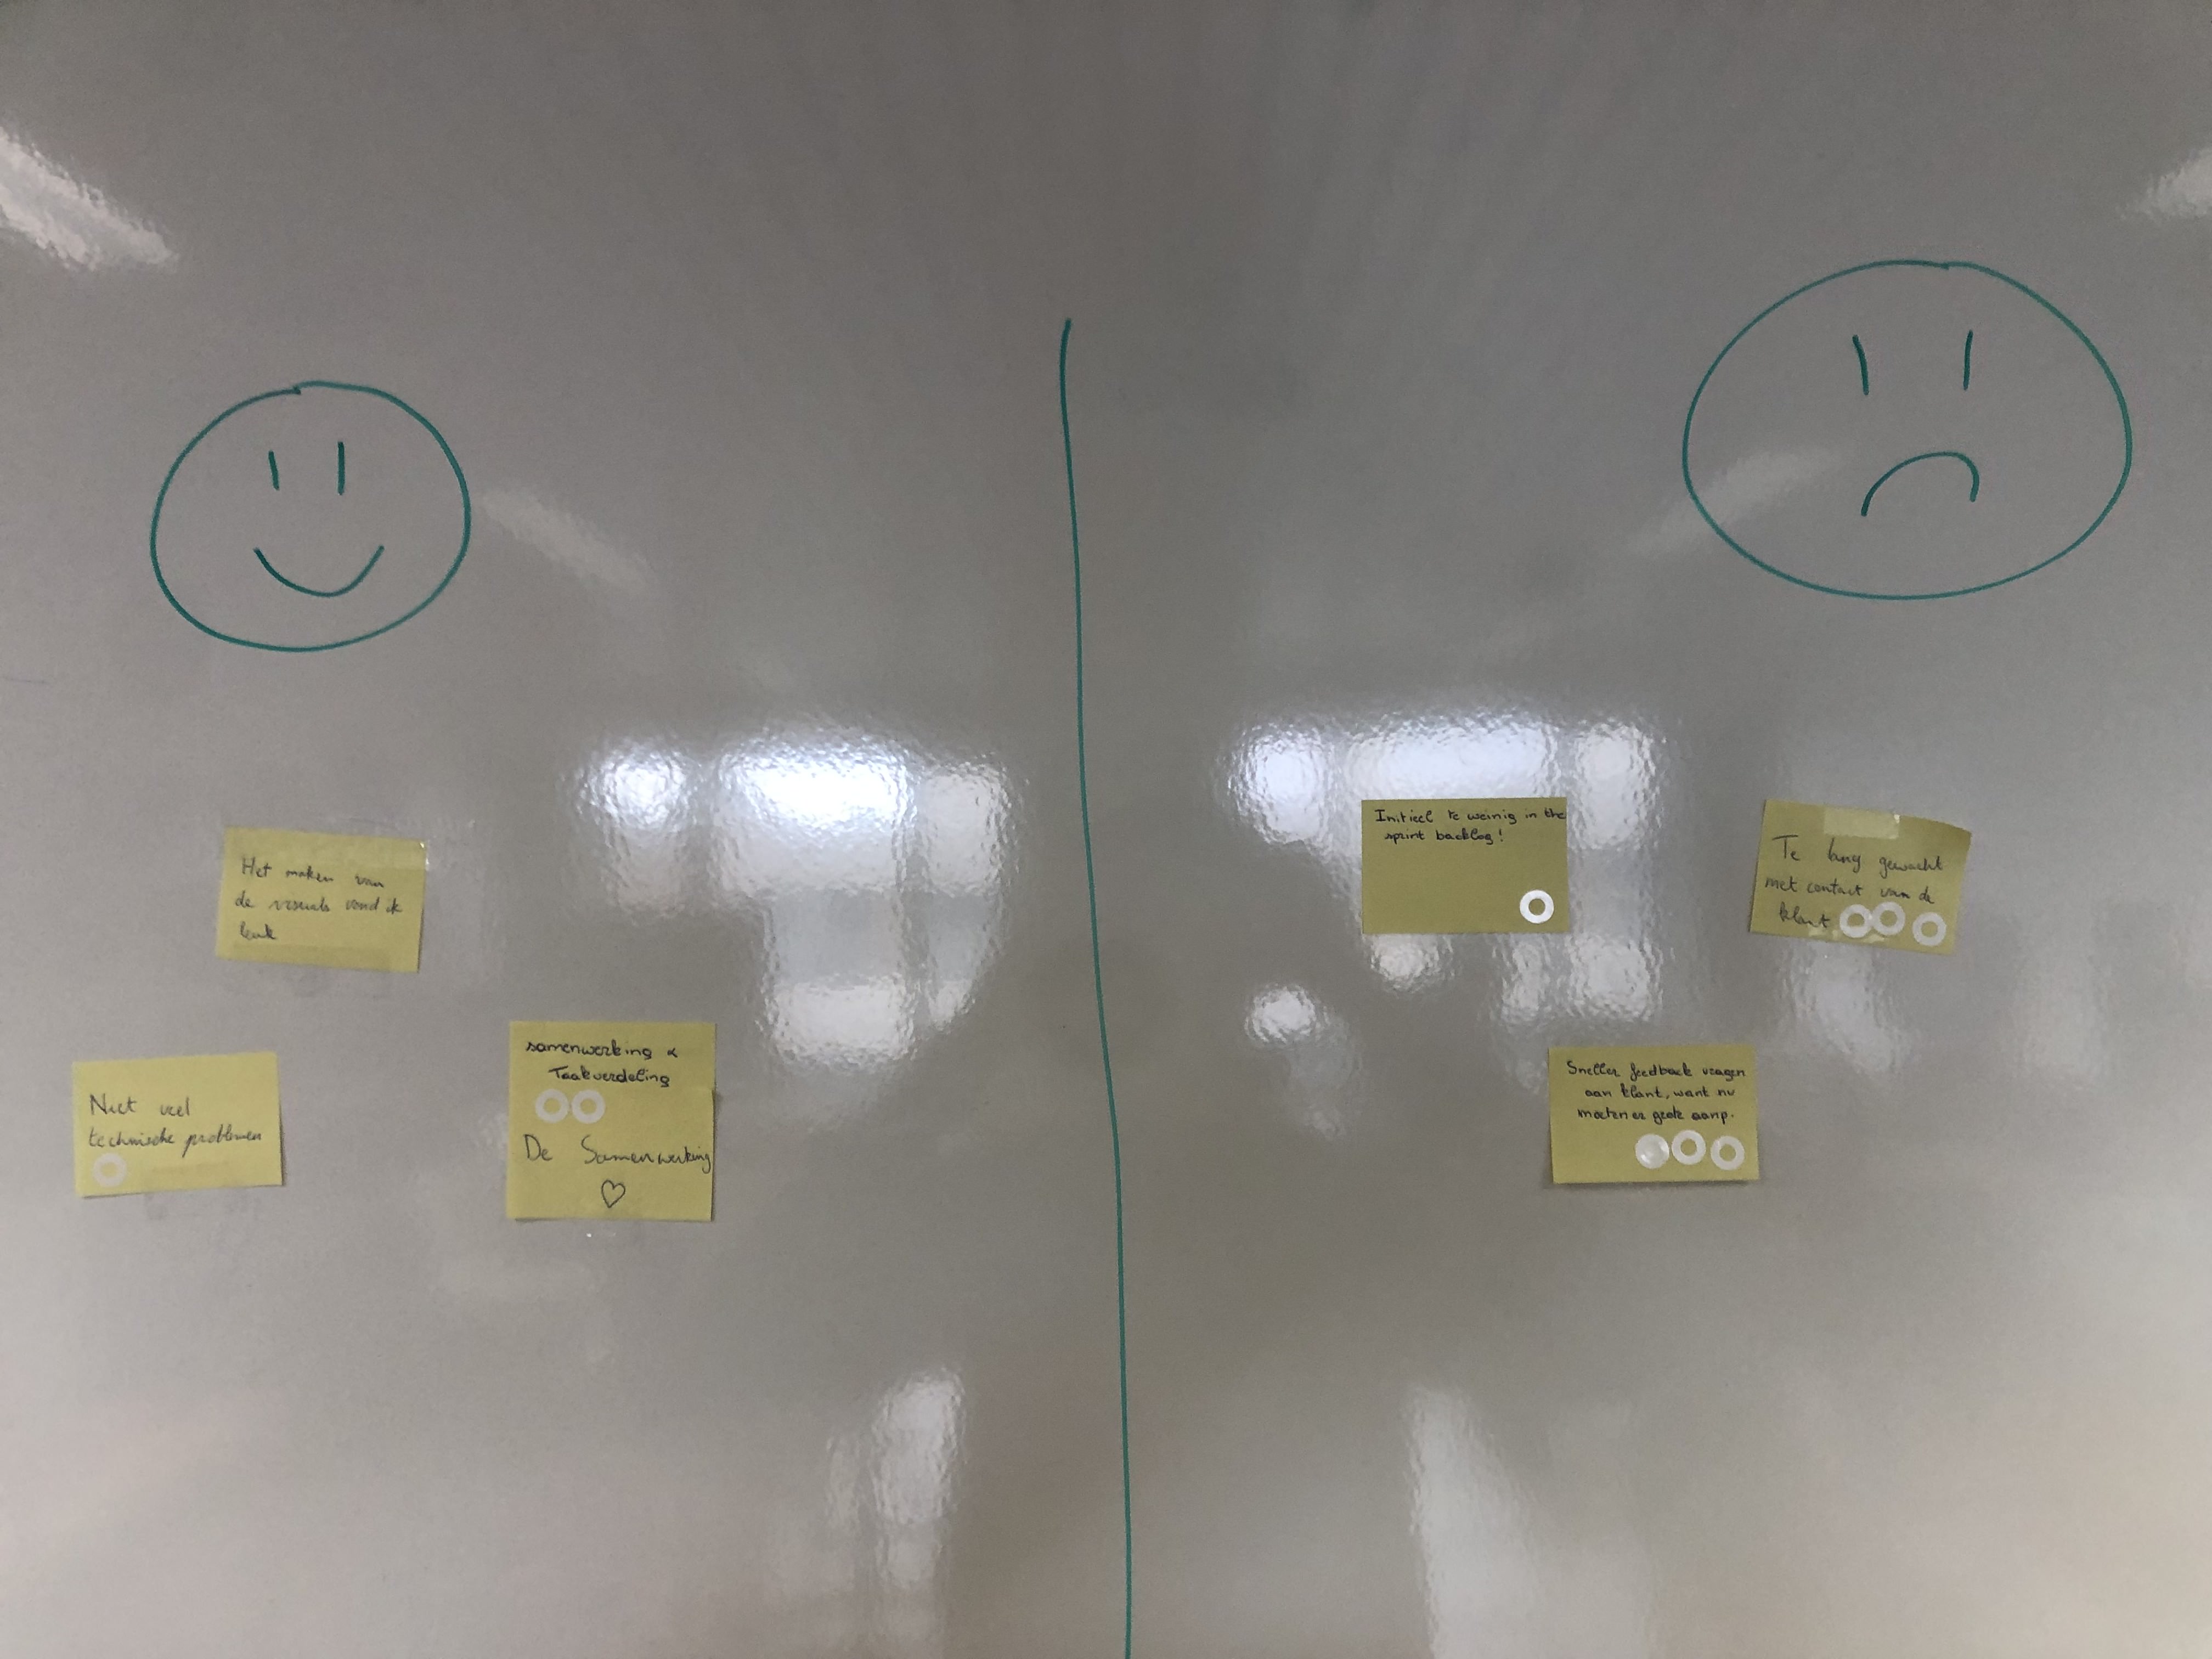 Het maken van
de visuals vond ik
leuk
Niet veel
technische problemen
samenwerking &
Taakverdeling
De Samenwerking
Initieel te weinig in the
sprint backlog!
Te lang gewacht
met contact van de
klant
Sneller feedback vragen
aan klant, want nu
moeten er grote aanp.